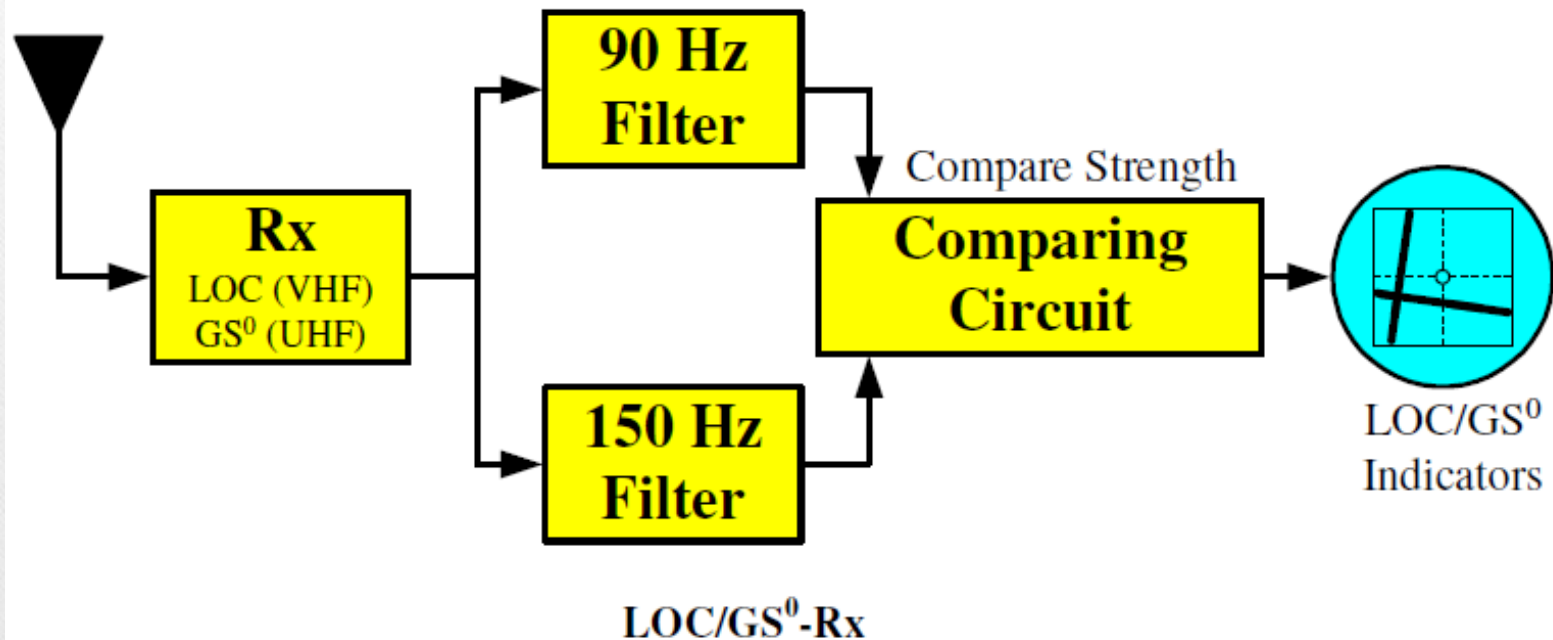 90 Hz
Filter
Compare Strength
Rx
LOC (VHF)
GS⁰ (UHF)
Comparing
Circuit
150 Hz
Filter
LOC/GS⁰
Indicators
LOC/GS⁰-Rx